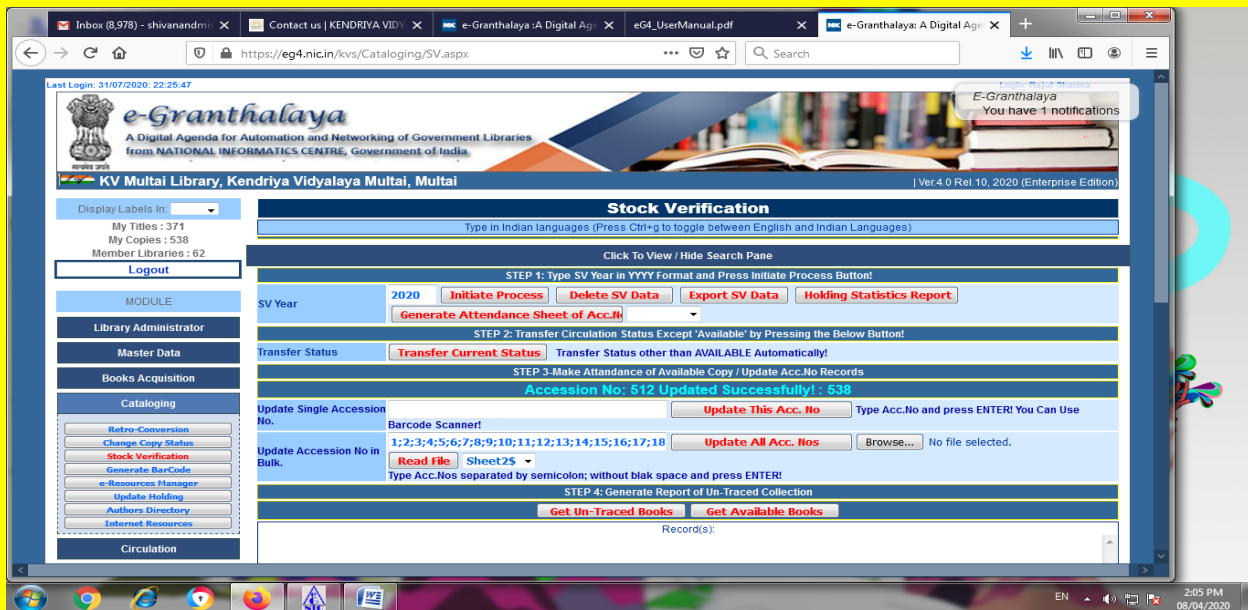 Inbox (8,978) - shivanandmi
Contact us | KENDRIYA VIDY
e-Granthalaya :A Digital Age
eG4_UserManual.pdf
e-Granthalaya: A Digital Age
https://eg4.nic.in/kvs/Cataloging/SV.aspx
Search
Last Login: 31/07/2020: 22:25:47
Login: Rajul Sharma
E-Granthalaya
You have 1 notifications
e-Granthalaya
A Digital Agenda for Automation and Networking of Government Libraries
from NATIONAL INFORMATICS CENTRE, Government of India
KV Multai Library, Kendriya Vidyalaya Multai, Multai
| Ver.4.0 Rel.10, 2020 (Enterprise Edition)
Display Labels In:
My Titles : 371
My Copies : 538
Member Libraries : 62
Logout
MODULE
Library Administrator
Master Data
Books Acquisition
Cataloging
Retro-Conversion
Change Copy Status
Stock Verification
Generate BarCode
e-Resources Manager
Update Holding
Authors Directory
Internet Resources
Circulation
Stock Verification
Type in Indian languages (Press Ctrl+g to toggle between English and Indian Languages)
Click To View / Hide Search Pane
STEP 1: Type SV Year in YYYY Format and Press Initiate Process Button!
SV Year
2020 Initiate Process Delete SV Data Export SV Data Holding Statistics Report
Generate Attendance Sheet of Acc.N
STEP 2: Transfer Circulation Status Except 'Available' by Pressing the Below Button!
Transfer Status Transfer Current Status Transfer Status other than AVAILABLE Automatically!
STEP 3-Make Attandance of Available Copy / Update Acc.No Records
Accession No: 512 Updated Successfully! : 538
Update Single Accession No.
Update This Acc. No Type Acc.No and press ENTER! You Can Use
Barcode Scanner!
Update Accession No in Bulk.
1;2;3;4;5;6;7;8;9;10;11;12;13;14;15;16;17;18 Update All Acc. Nos Browse... No file selected.
Read File Sheet2$
Type Acc.Nos separated by semicolon; without blak space and press ENTER!
STEP 4: Generate Report of Un-Traced Collection
Get Un-Traced Books Get Available Books
Record(s):
EN
2:05 PM
08/04/2020